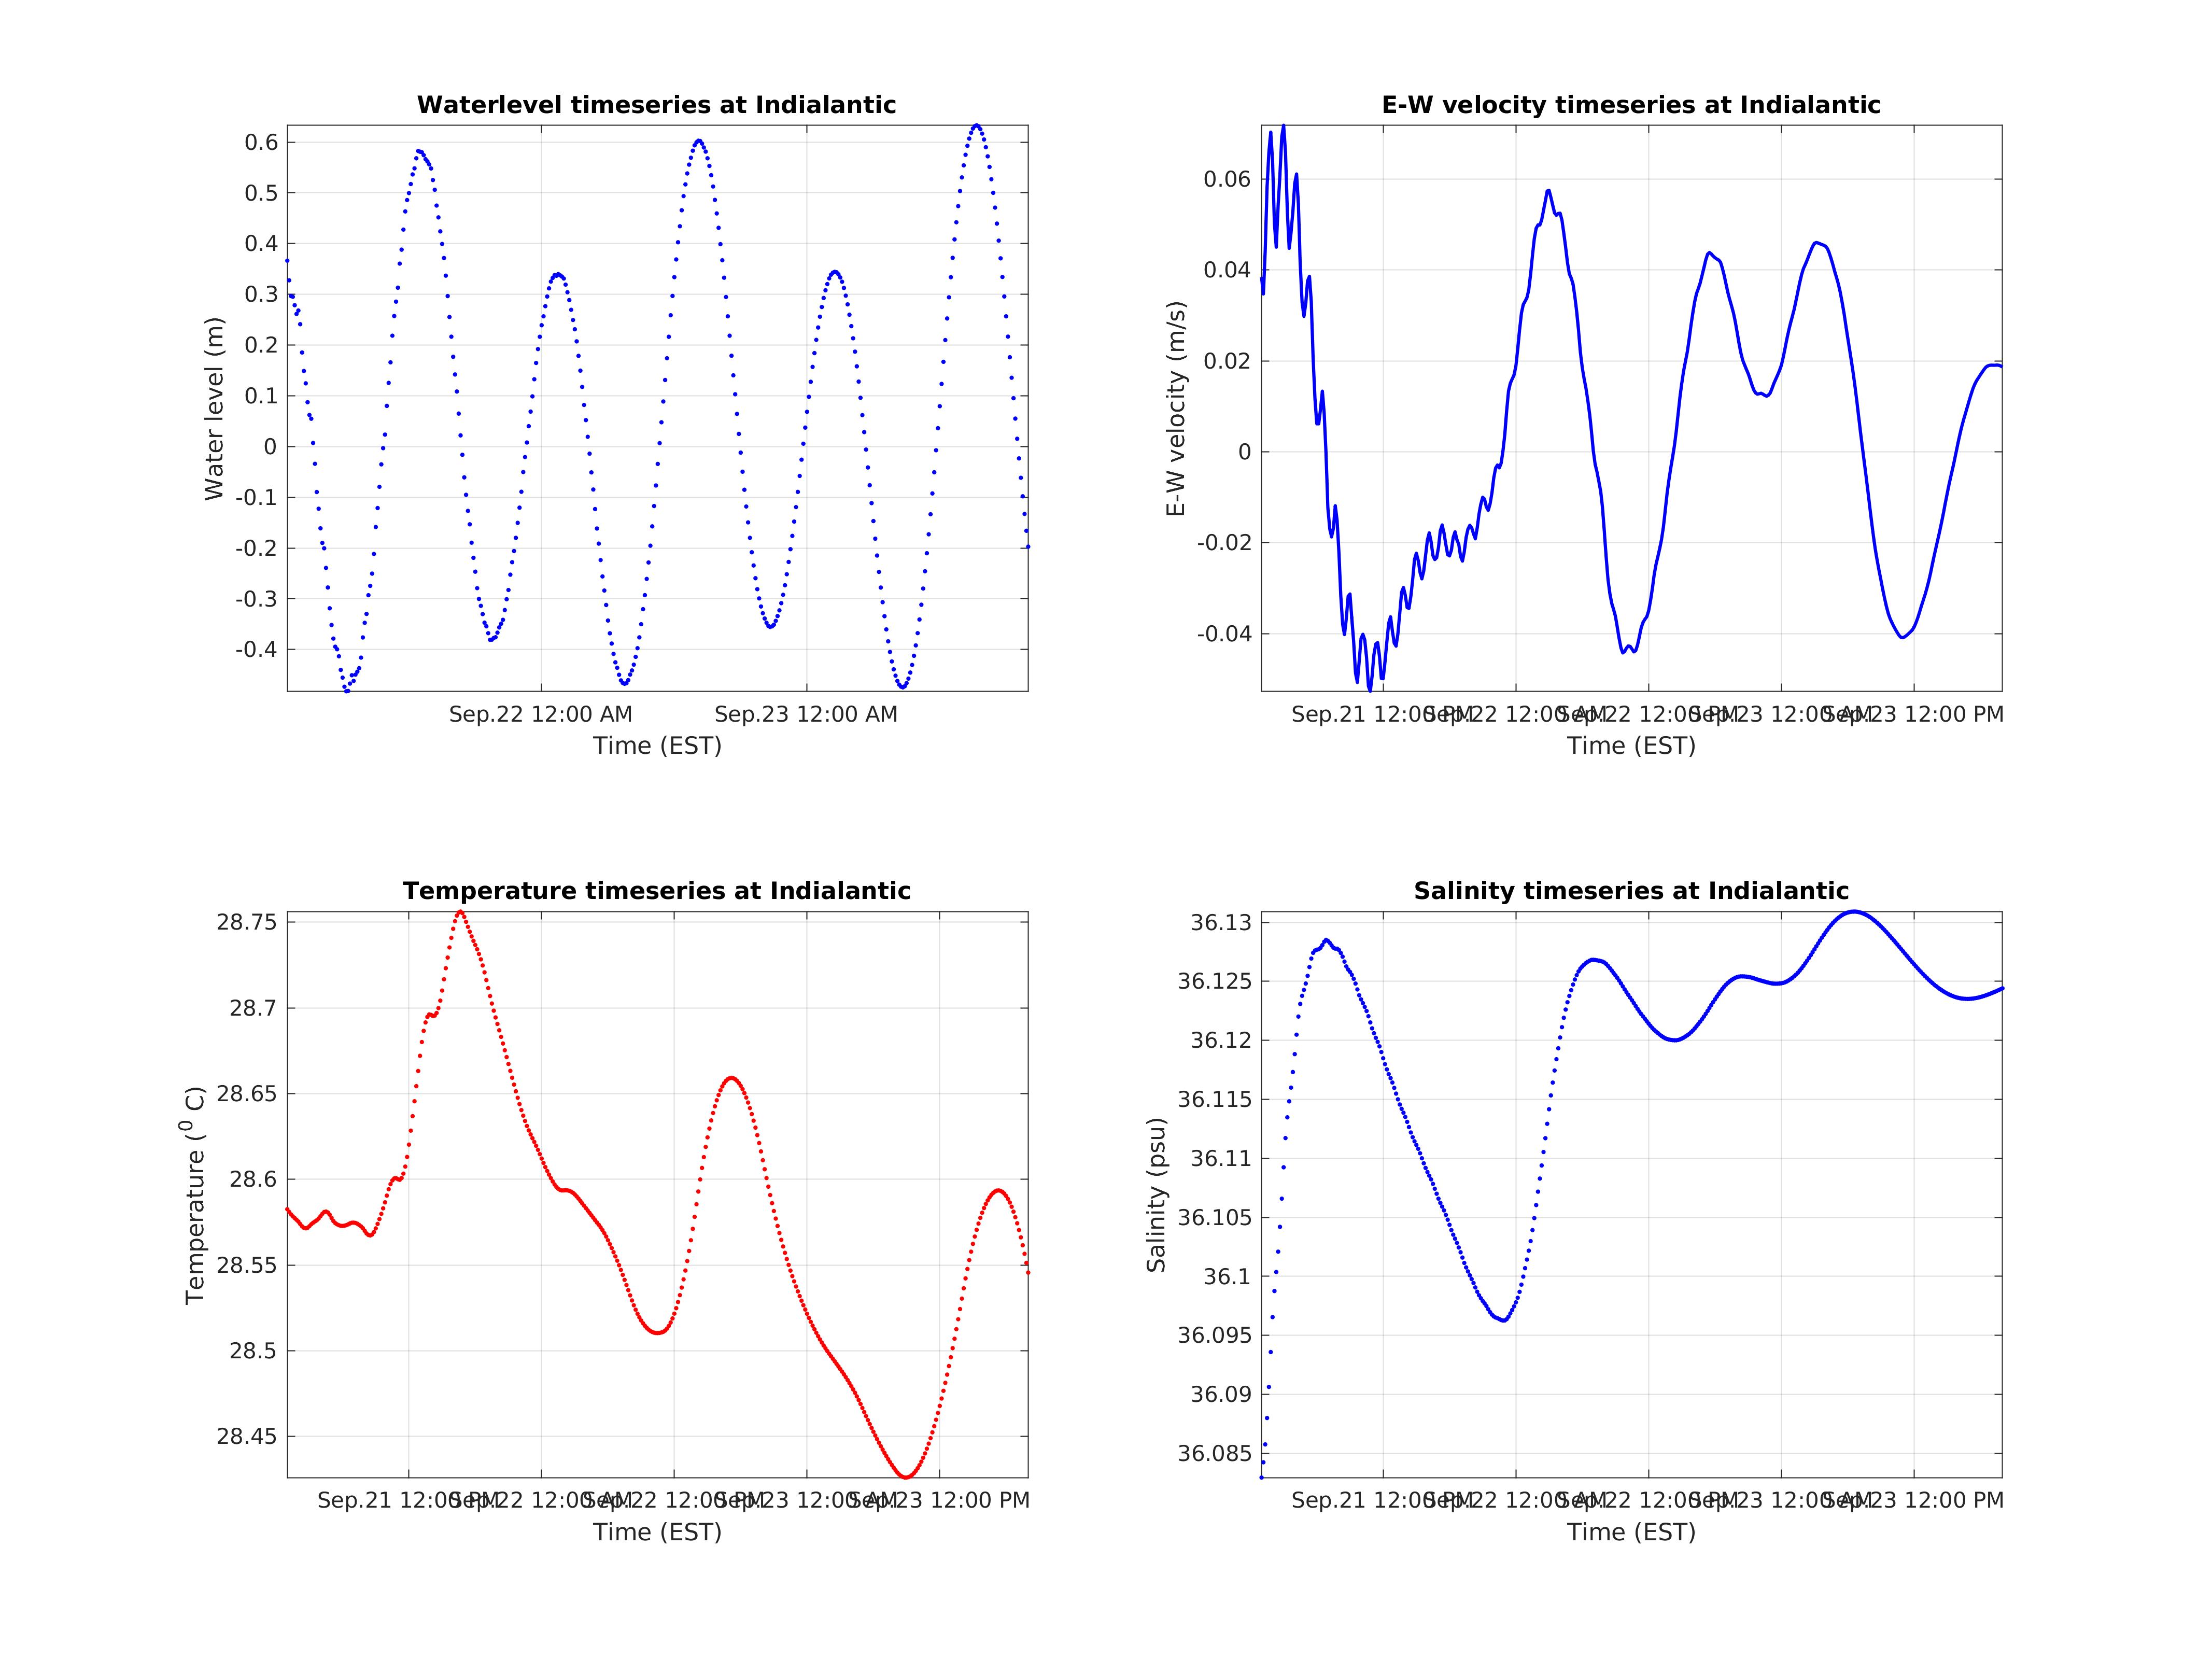 Waterlevel timeseries at Indialantic
0.6
0.5
0.4
0.3
0.2
0.1
0
-0.1
-0.2
-0.3
-0.4
Water level (m)
Sep.22 12:00 AM
Sep.23 12:00 AM
Time (EST)
E-W velocity timeseries at Indialantic
0.06
0.04
0.02
0
-0.02
-0.04
E-W velocity (m/s)
Sep.21 12:00 PM
Sep.22 12:00 AM
Sep.22 12:00 PM
Sep.23 12:00 AM
Sep.23 12:00 PM
Time (EST)
Temperature timeseries at Indialantic
28.75
28.7
28.65
28.6
28.55
28.5
28.45
Temperature (⁰ C)
Sep.21 12:00 PM
Sep.22 12:00 AM
Sep.22 12:00 PM
Sep.23 12:00 AM
Sep.23 12:00 PM
Time (EST)
Salinity timeseries at Indialantic
36.13
36.125
36.12
36.115
36.11
36.105
36.1
36.095
36.09
36.085
Salinity (psu)
Sep.21 12:00 PM
Sep.22 12:00 AM
Sep.22 12:00 PM
Sep.23 12:00 AM
Sep.23 12:00 PM
Time (EST)